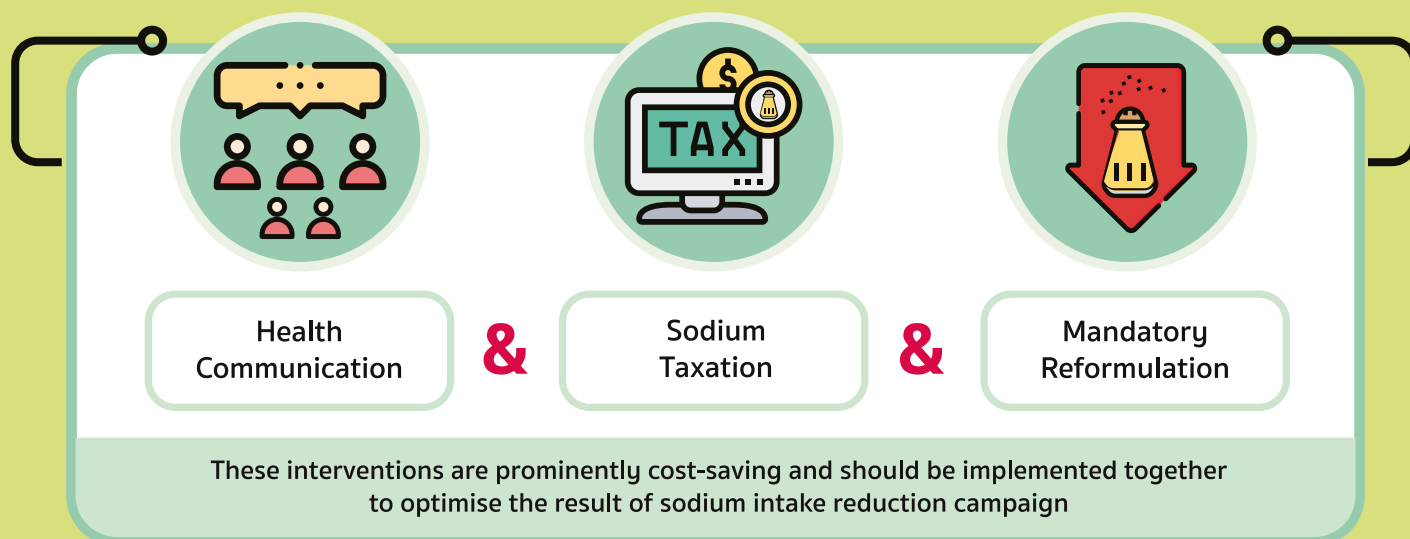 $
TAX
Health
Communication
&
Sodium
Taxation
&
Mandatory
Reformulation
These interventions are prominently cost-saving and should be implemented together
to optimise the result of sodium intake reduction campaign